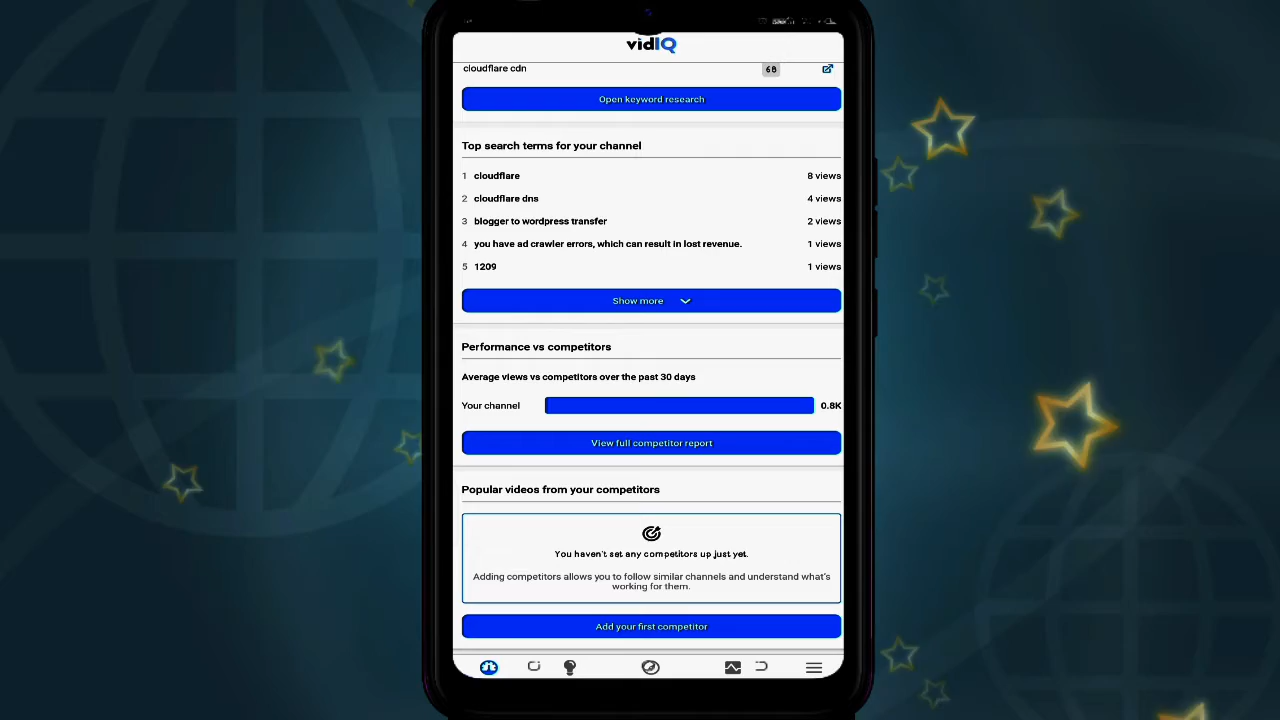 vidIQ
cloudflare cdn 68
Open keyword research
Top search terms for your channel
1 cloudflare 8 views
2 cloudflare dns 4 views
3 blogger to wordpress transfer 2 views
4 you have ad crawler errors, which can result in lost revenue. 1 views
5 1209 1 views
Show more
Performance vs competitors
Average views vs competitors over the past 30 days
Your channel 0.8K
View full competitor report
Popular videos from your competitors
You haven't set any competitors up just yet.
Adding competitors allows you to follow similar channels and understand what's
working for them.
Add your first competitor